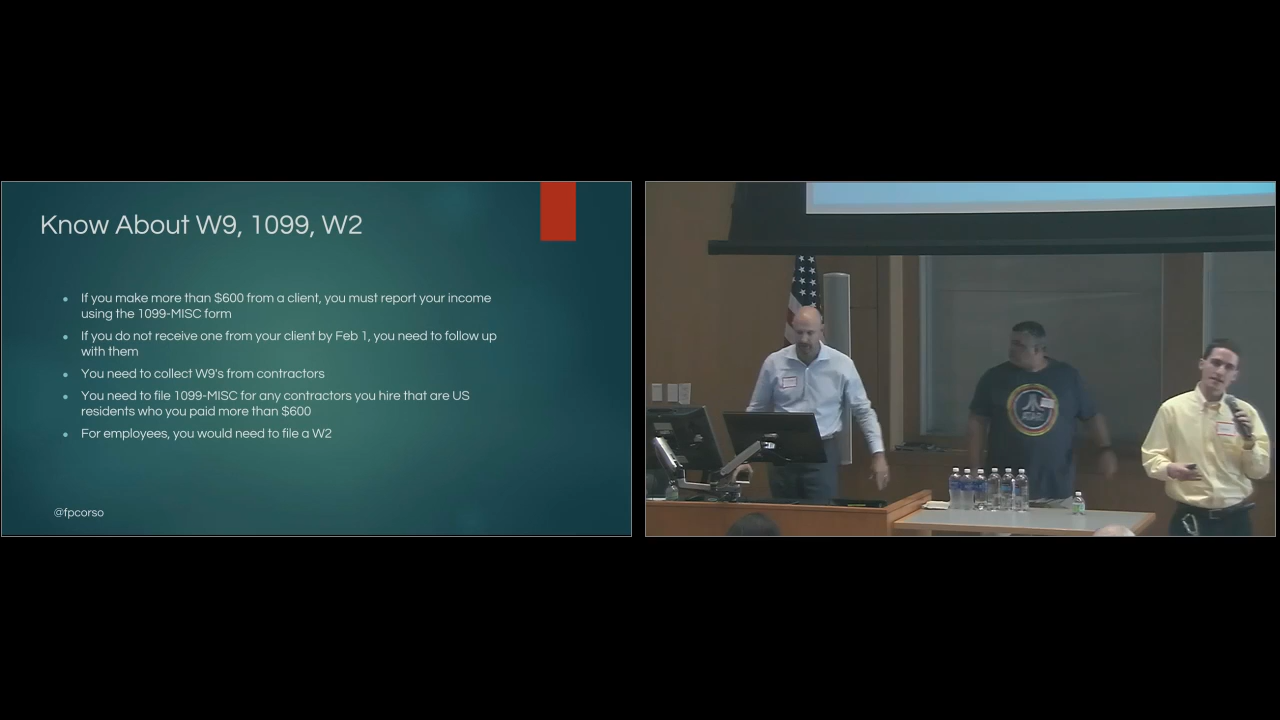 Know About W9, 1099, W2
If you make more than $600 from a client, you must report your income
using the 1099-MISC form
If you do not receive one from your client by Feb 1, you need to follow up
with them
You need to collect W9's from contractors
You need to file 1099-MISC for any contractors you hire that are US
residents who you paid more than $600
For employees, you would need to file a W2
@fpcorso
ATARI